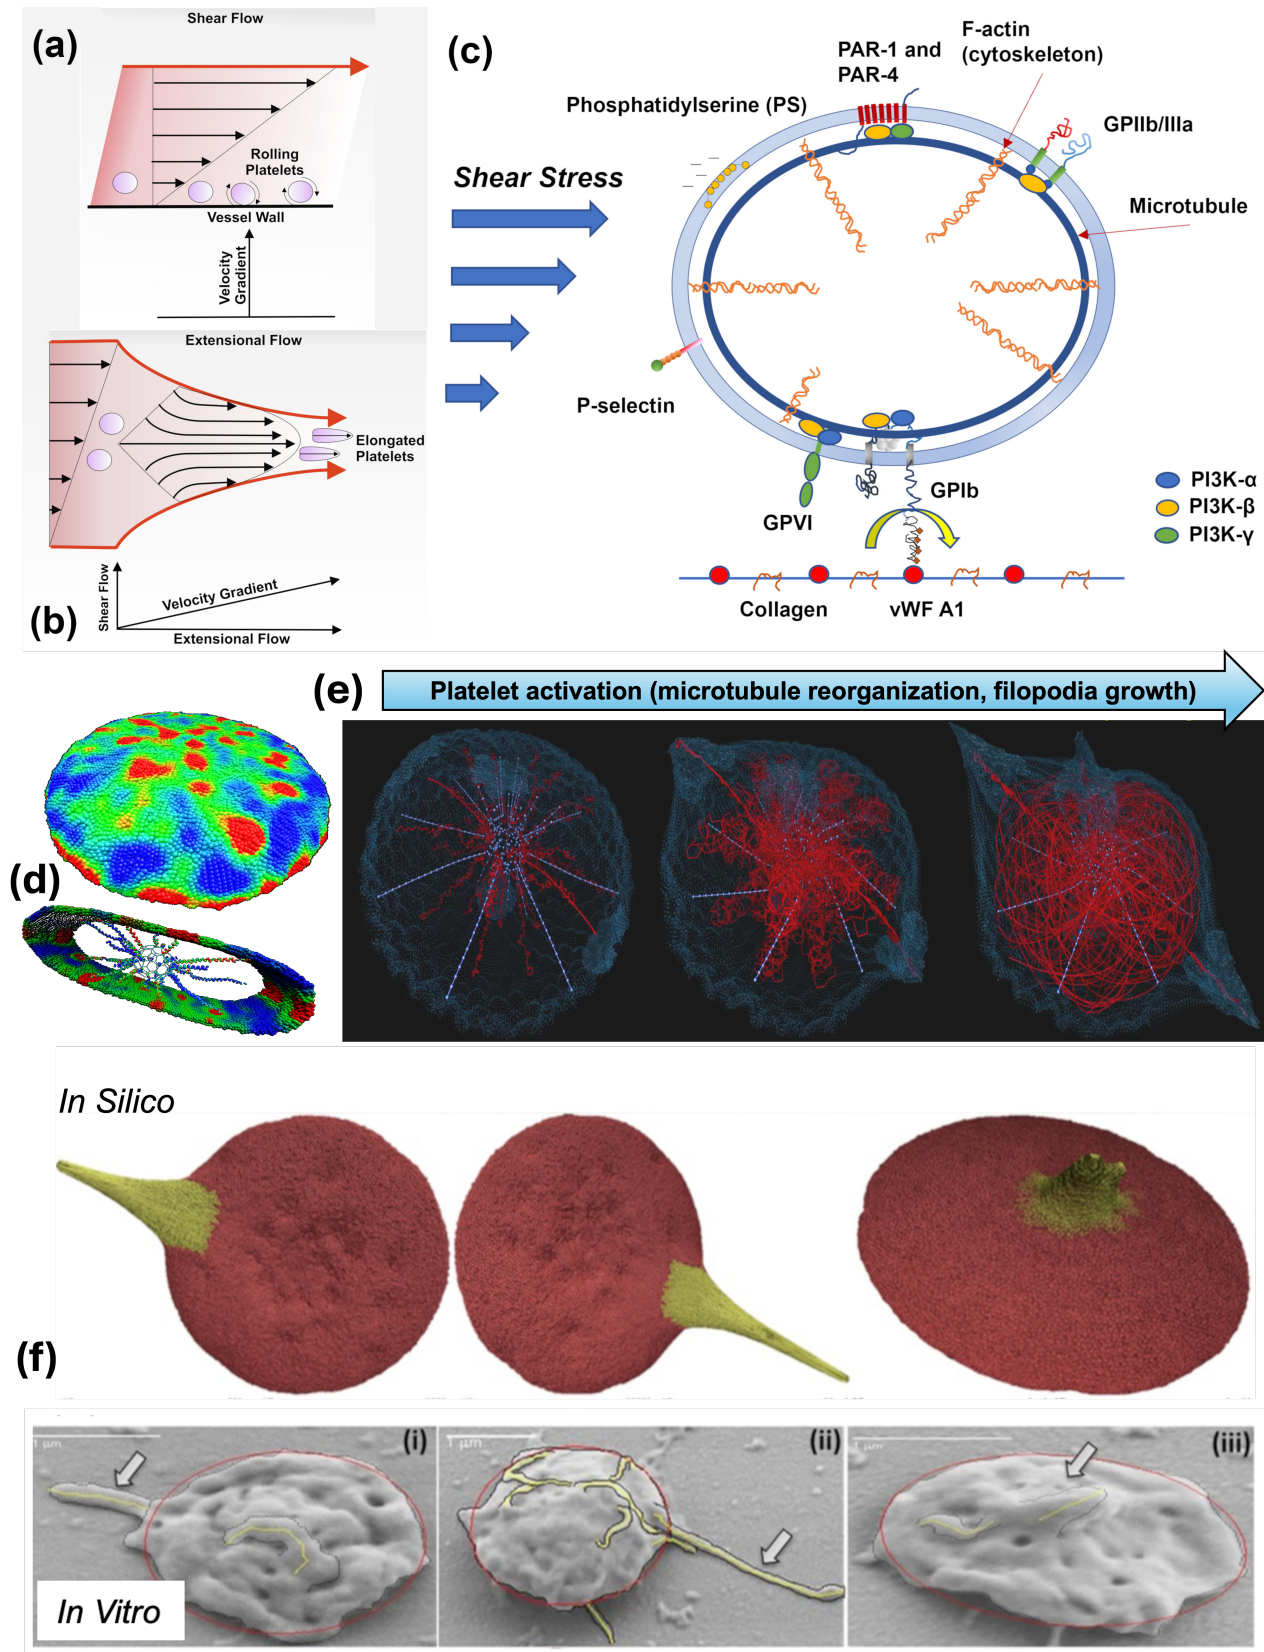 (a)
Shear Flow
Rolling
Platelets
Vessel Wall
Velocity
Gradient
Extensional Flow
Elongated
Platelets
Shear Flow
Velocity Gradient
Extensional Flow
(b)
(c)
PAR-1 and
PAR-4
F-actin
(cytoskeleton)
Phosphatidylserine (PS)
GPIIb/IIIa
Shear Stress
Microtubule
P-selectin
GPVI
GPIb
PI3K-α
PI3K-β
PI3K-γ
Collagen
vWF A1
(d)
(e)
Platelet activation (microtubule reorganization, filopodia growth)
In Silico
(f)
1 µm
(i)
1 µm
(ii)
1 µm
(iii)
In Vitro